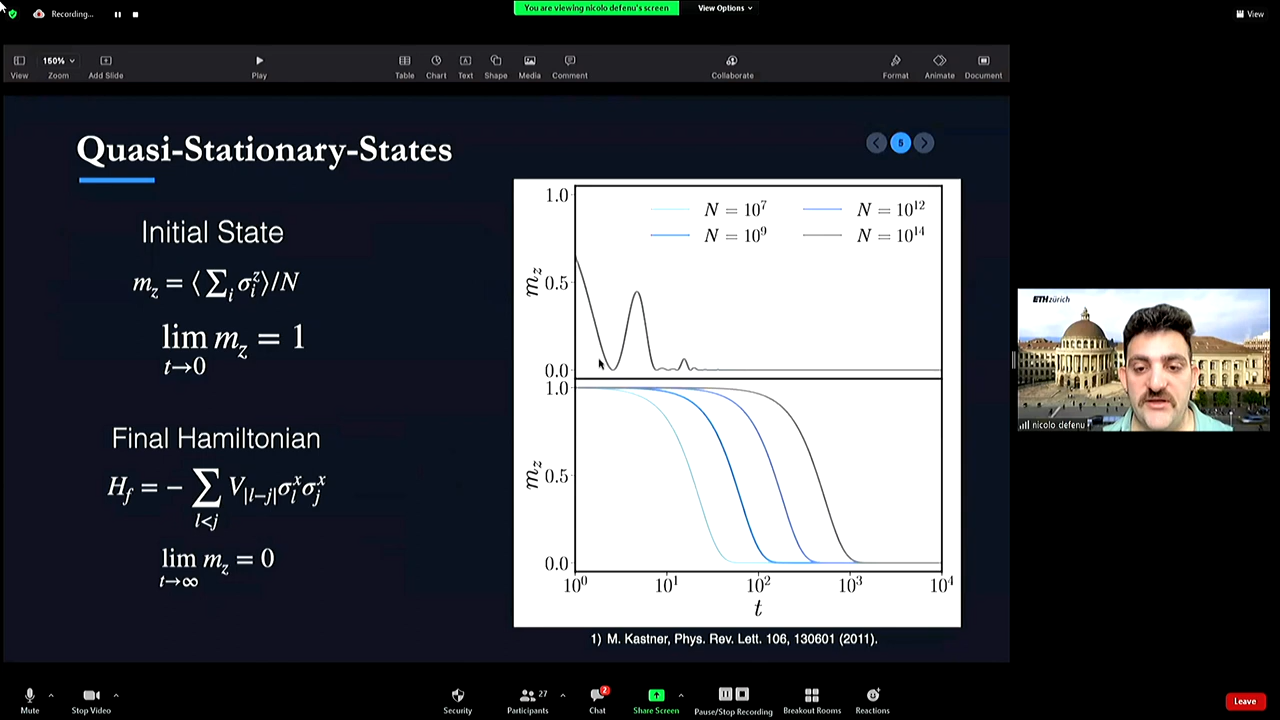 Recording...
You are viewing nicolo defenu's screen
View Options
View
View
150%
Zoom
Add Slide
Play
Table
Chart
Text
Shape
Media
Comment
Collaborate
Format
Animate
Document
Quasi-Stationary-States
5
Initial State
m_z = ⟨∑_i σ_i^z⟩/N
lim_{t→0} m_z = 1
Final Hamiltonian
H_f = − ∑_{l<j} V_{|l−j|} σ_l^x σ_j^x
lim_{t→∞} m_z = 0
1.0
N = 10^7
N = 10^12
N = 10^9
N = 10^14
m_z
0.5
0.0
1.0
m_z
0.5
0.0
10^0
10^1
10^2
10^3
10^4
t
1) M. Kastner, Phys. Rev. Lett. 106, 130601 (2011).
ETH zürich
nicolo defenu
Mute
Stop Video
Security
27
Participants
2
Chat
Share Screen
Pause/Stop Recording
Breakout Rooms
Reactions
Leave